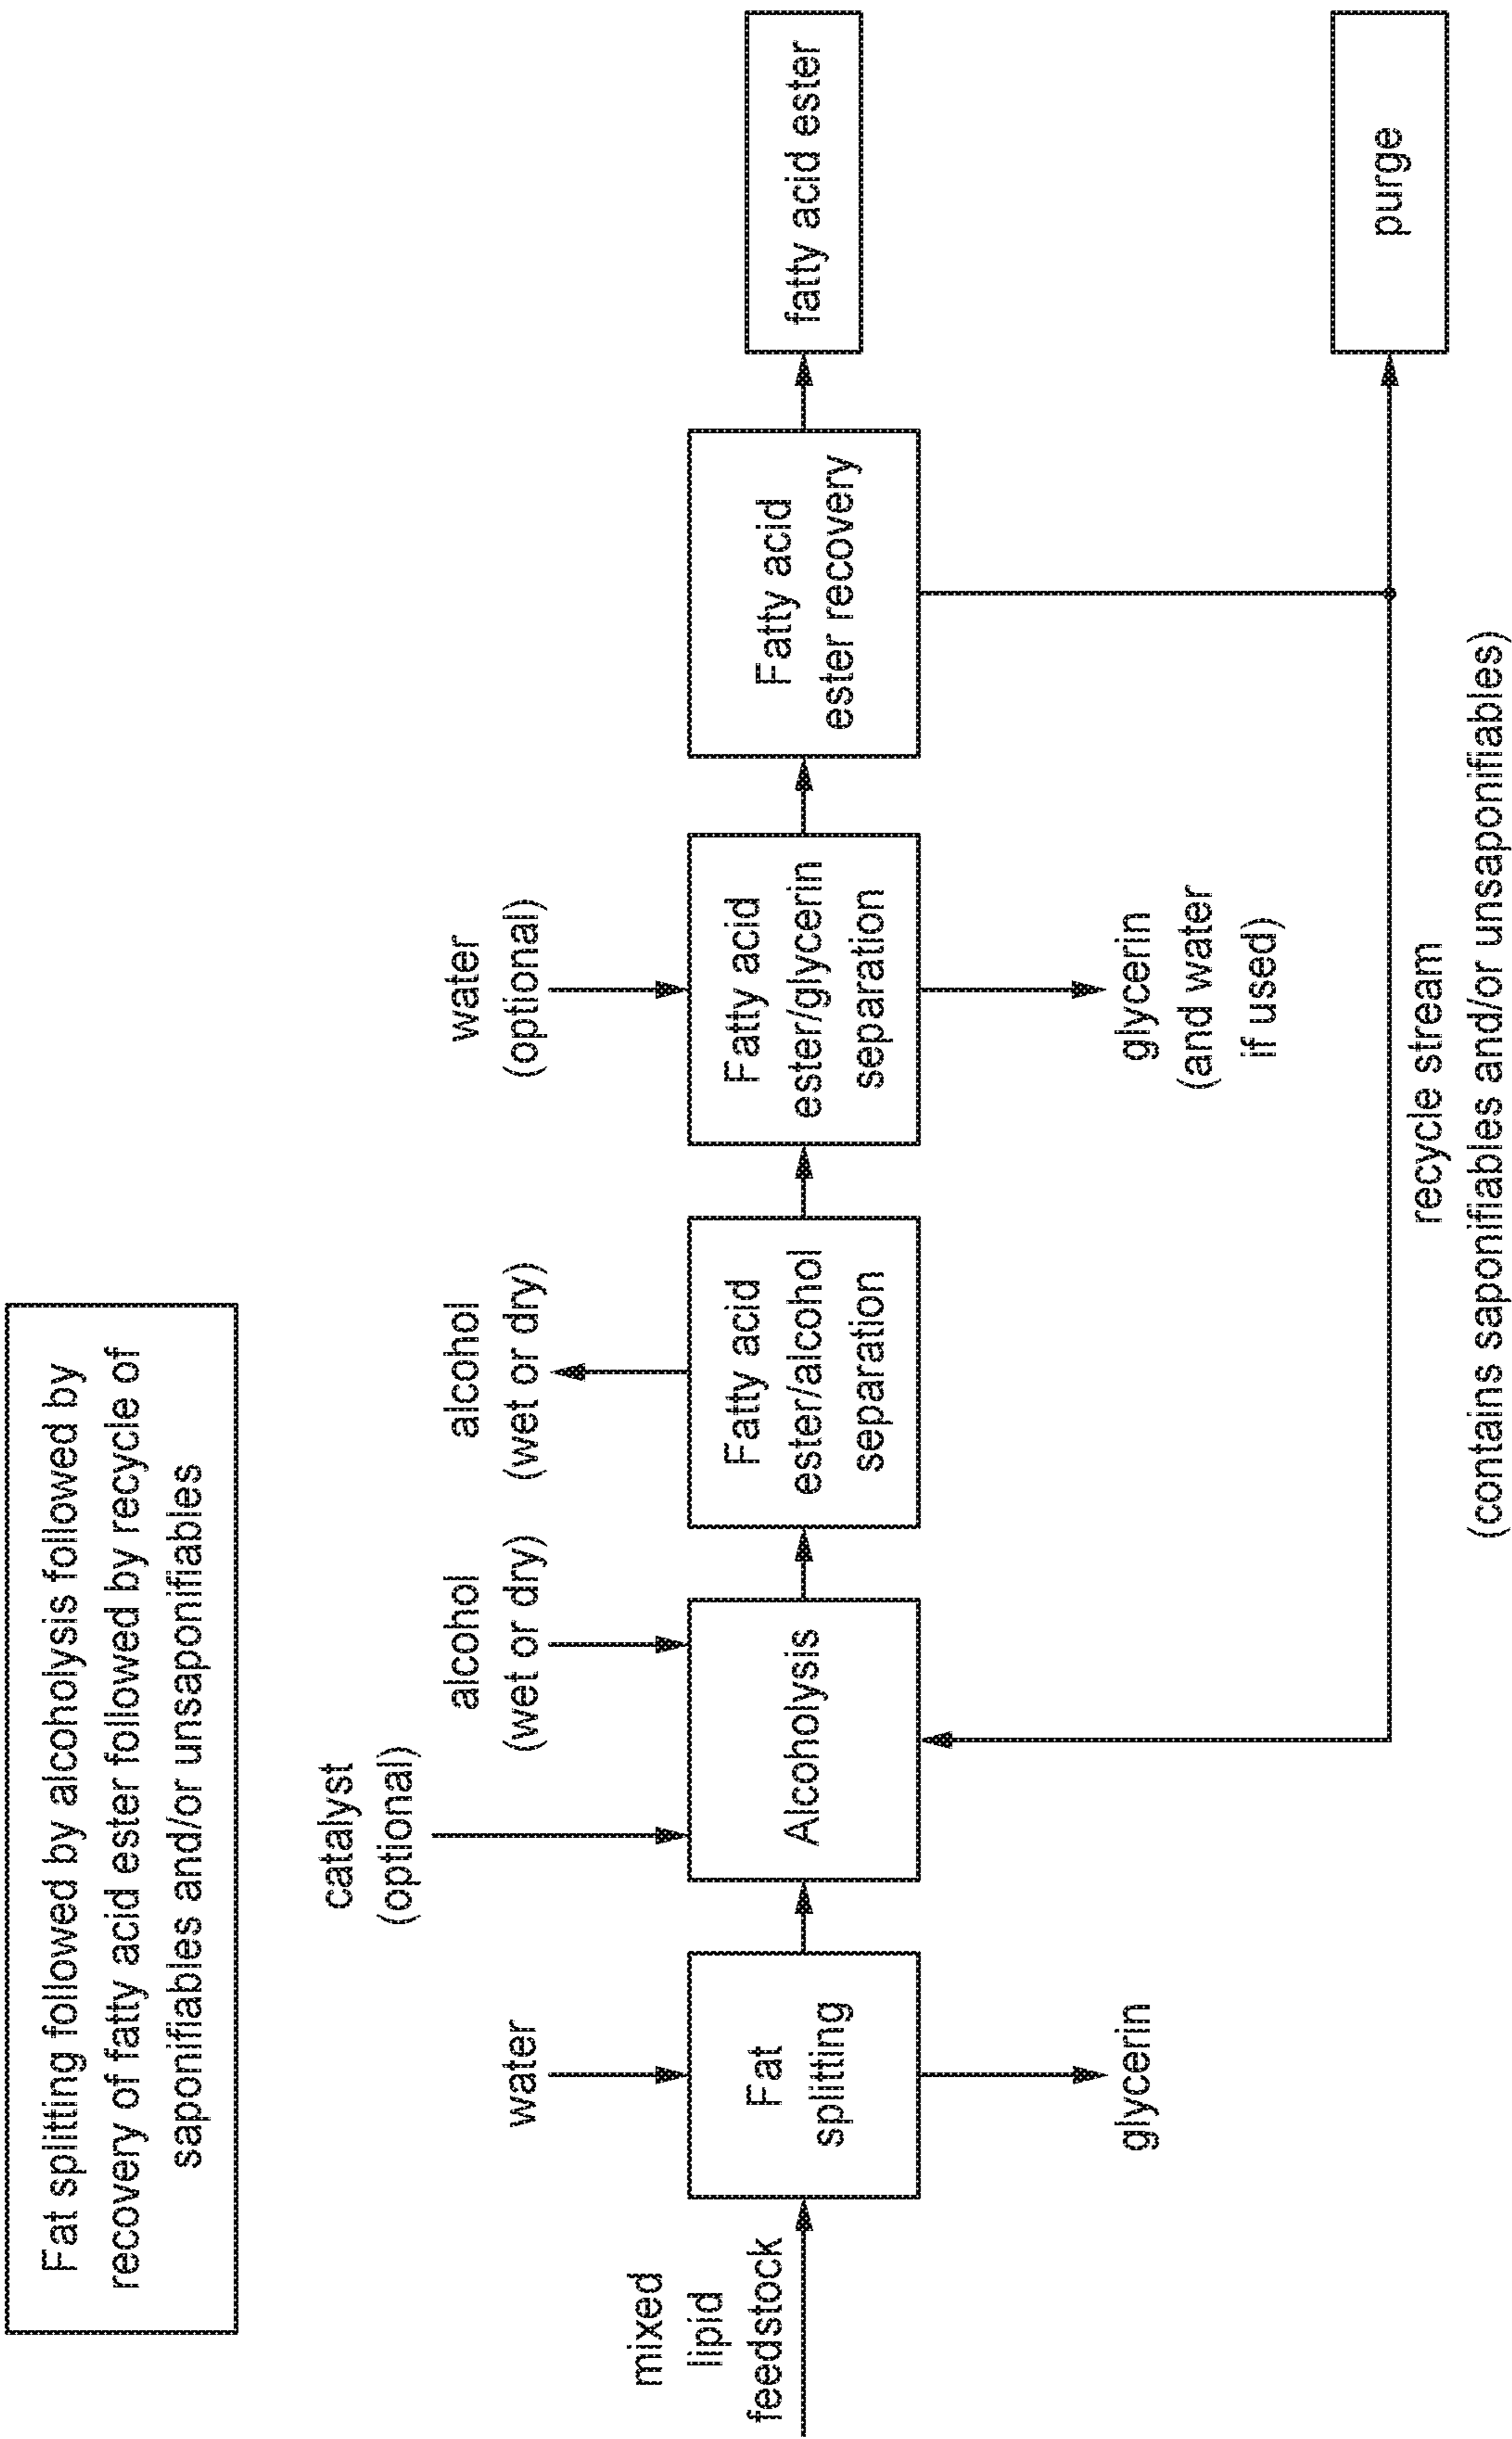 Fat splitting followed by alcoholysis followed by
recovery of fatty acid ester followed by recycle of
saponifiables and/or unsaponifiables
catalyst
(optional)
water
alcohol
(wet or dry)
alcohol
(wet or dry)
water
(optional)
mixed
lipid
feedstock
Fat
splitting
Alcoholysis
Fatty acid
ester/alcohol
separation
Fatty acid
ester/glycerin
separation
Fatty acid
ester recovery
fatty acid ester
glycerin
glycerin
(and water
if used)
purge
recycle stream
(contains saponifiables and/or unsaponifiables)